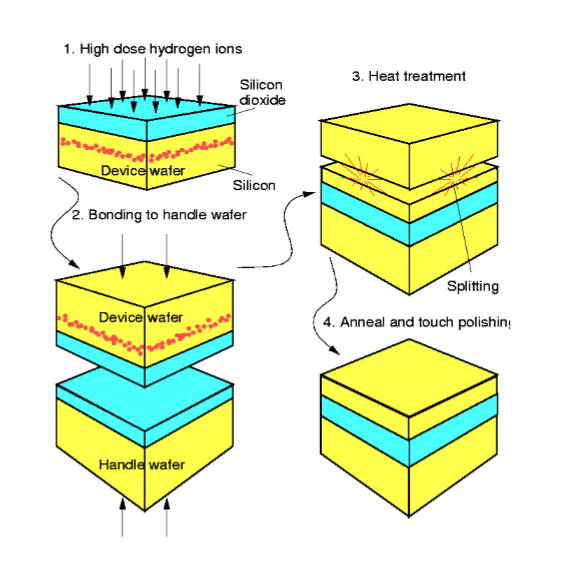 1. High dose hydrogen ions
Silicon
dioxide
Device wafer
Silicon
2. Bonding to handle wafer
Device wafer
Handle wafer
3. Heat treatment
Splitting
4. Anneal and touch polishing